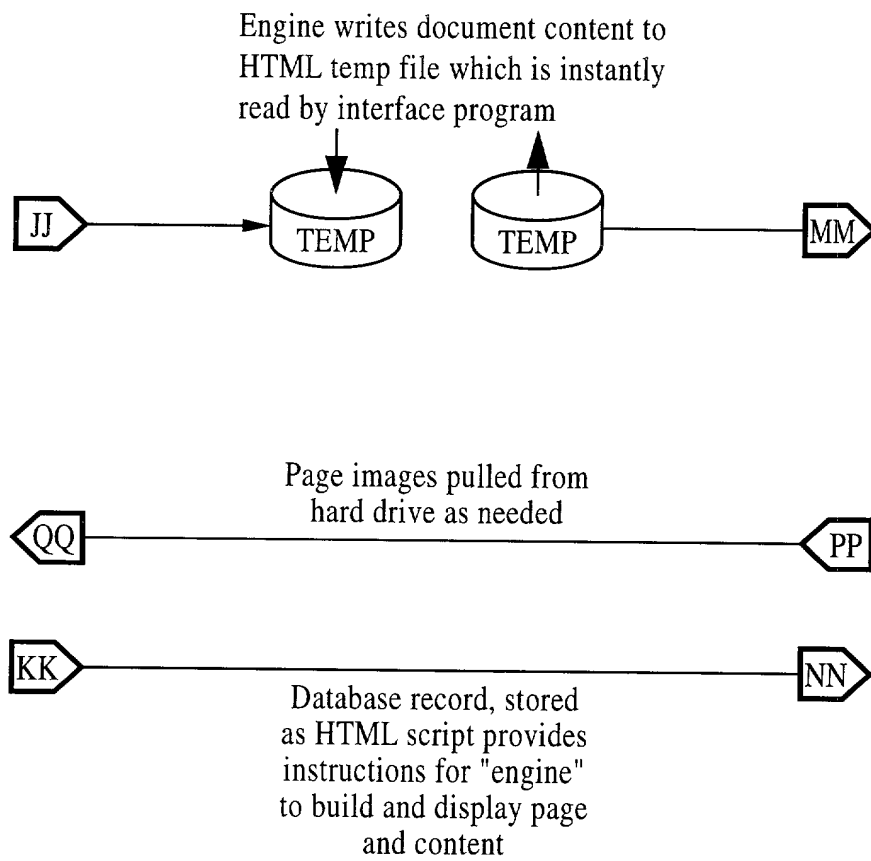 Engine writes document content to
HTML temp file which is instantly
read by interface program
JJ
TEMP
TEMP
MM
Page images pulled from
hard drive as needed
QQ
PP
KK
NN
Database record, stored
as HTML script provides
instructions for "engine"
to build and display page
and content